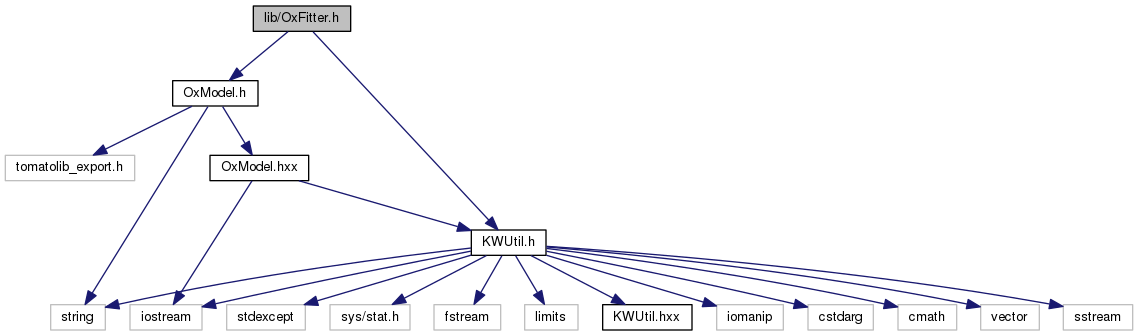 lib/OxFitter.h
OxModel.h
tomatolib_export.h
OxModel.hxx
KWUtil.h
string
iostream
stdexcept
sys/stat.h
fstream
limits
KWUtil.hxx
iomanip
cstdarg
cmath
vector
sstream